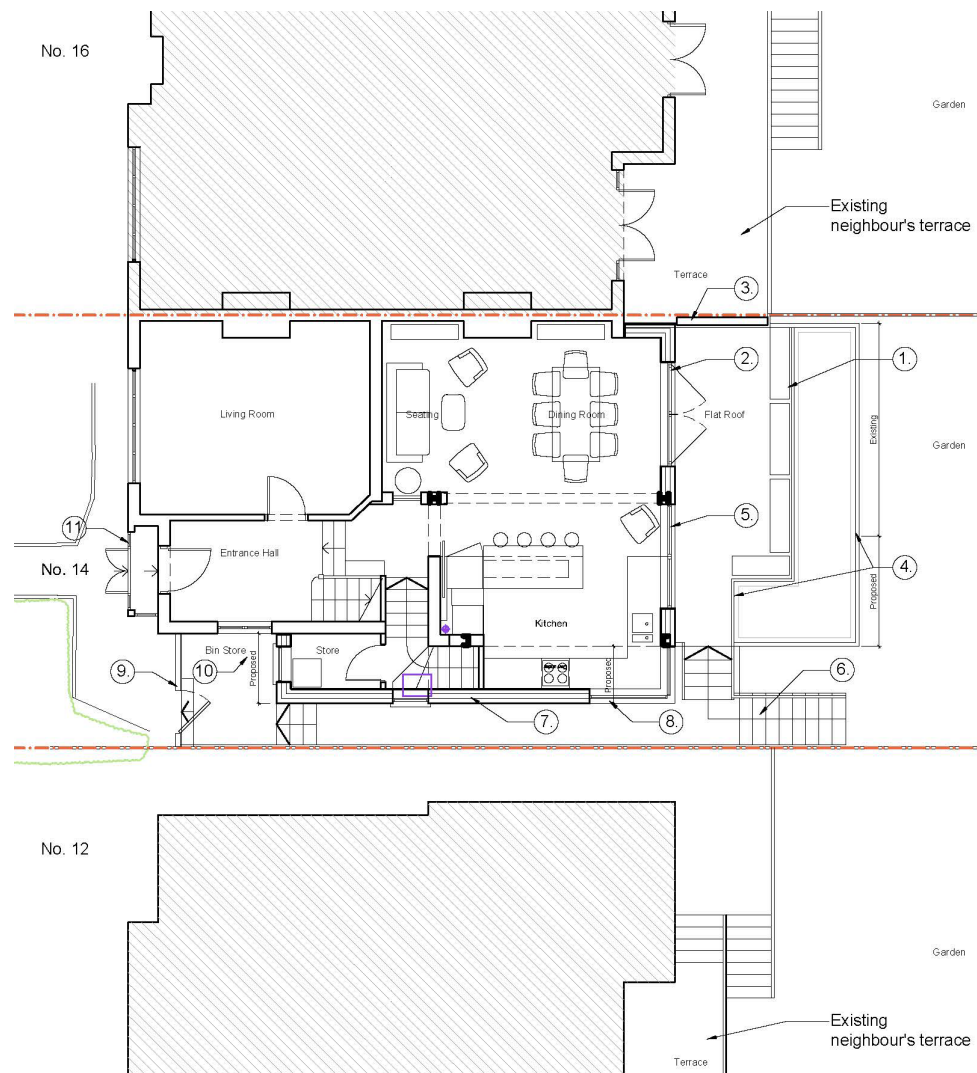 No. 16
Garden
Existing
neighbour's terrace
Terrace
3.
1.
2.
Living Room
Seating
Dining Room
Flat Roof
Existing
Garden
5.
11
Entrance Hall
No. 14
4.
Proposed
Kitchen
Bin Store
Store
9.
10
Proposed
Proposed
6.
7.
8.
No. 12
Garden
Existing
neighbour's terrace
Terrace